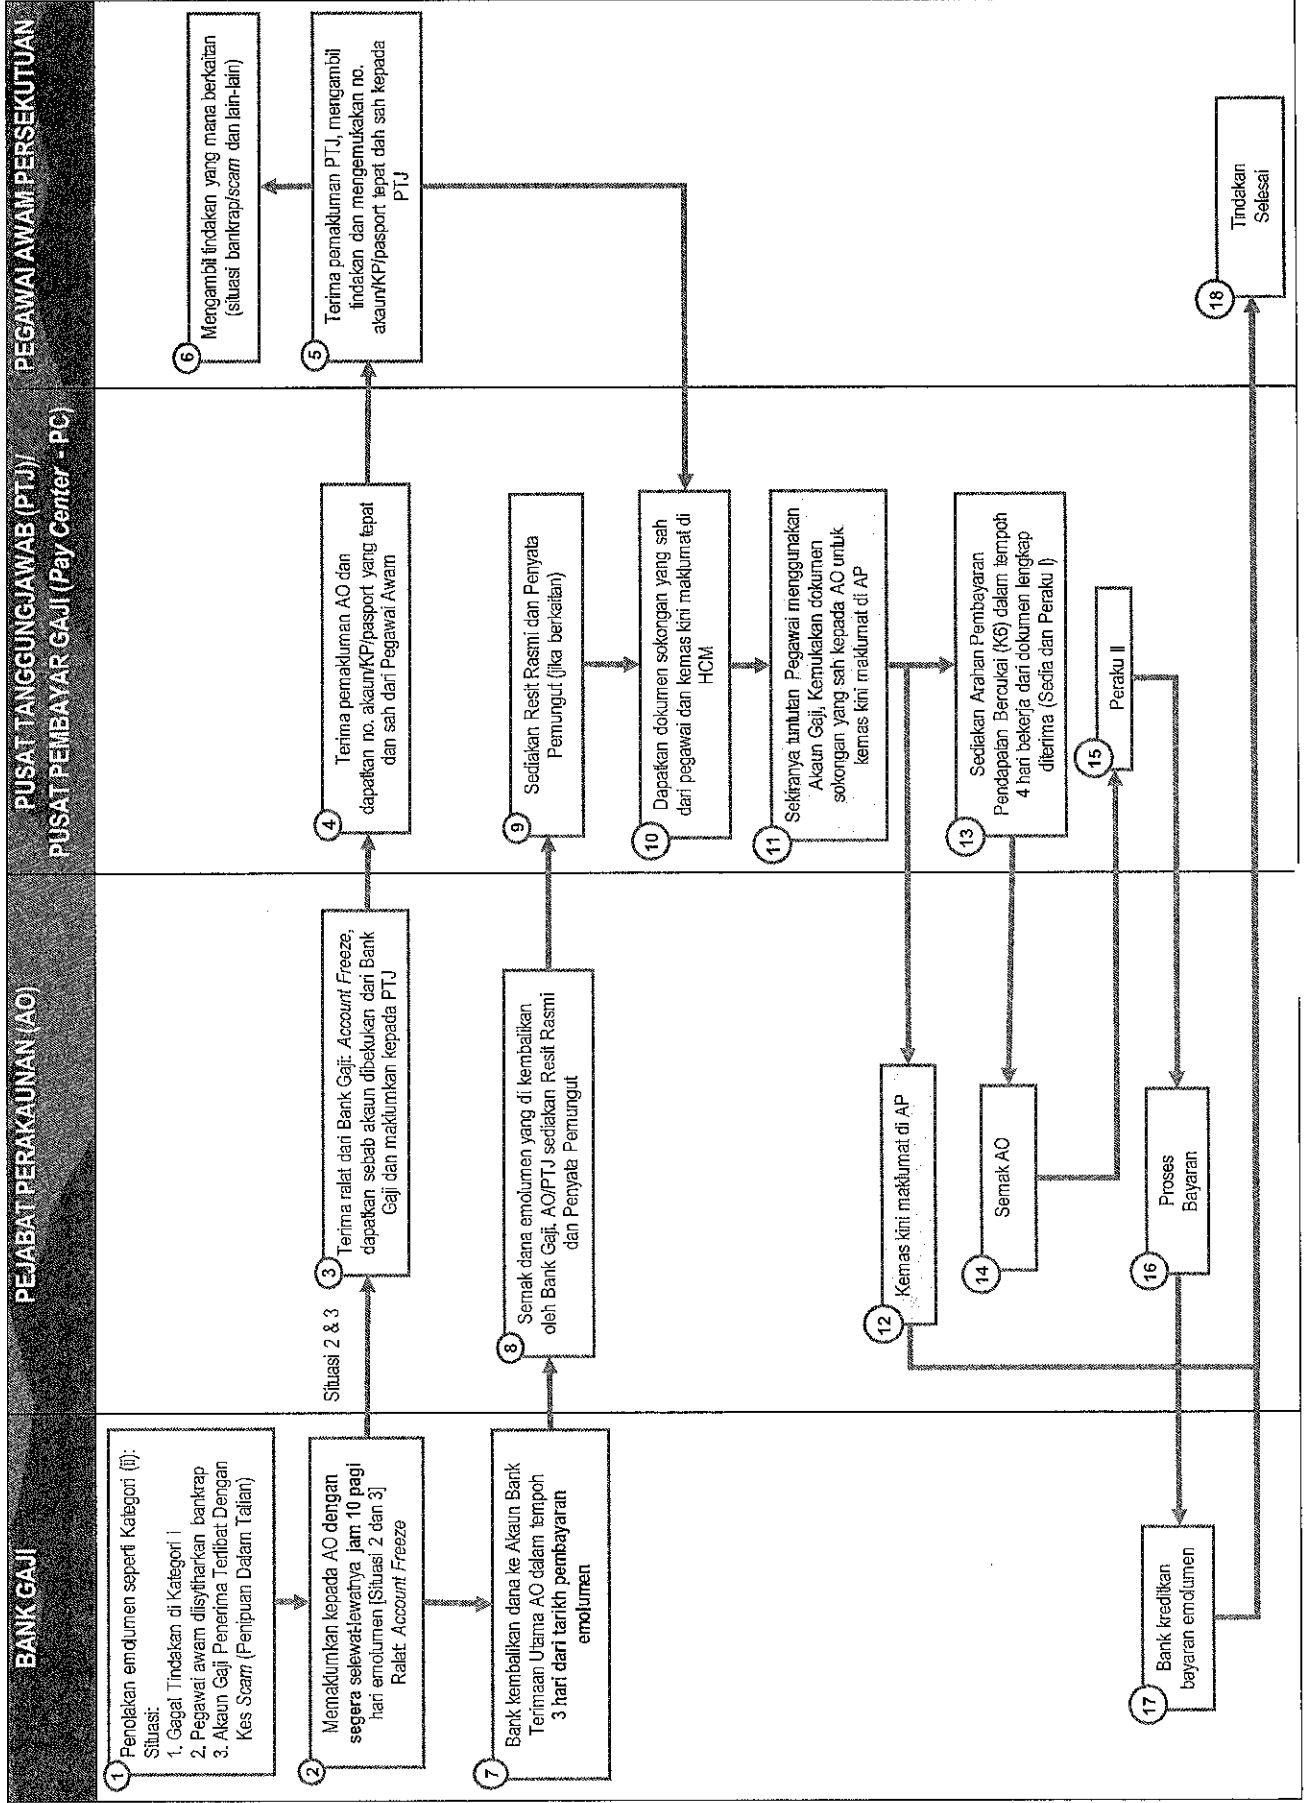 BANK GAJI
PEJABAT PERAKAUNAN (AO)
PUSAT TANGGUNGJAWAB (PTJ)/
PUSAT PEMBAYAR GAJI (Pay Center - PC)
PEGAWAI AWAM PERSEKUTUAN
1
Penolakan emolumen seperti Kategori (ii):
Situasi:
1. Gagal Tindakan di Kategori i
2. Pegawai awam diisytiharkan bankrap
3. Akaun Gaji Penerima Terlibat Dengan
Kes Scam (Penipuan Dalam Talian)
2
Memaklumkan kepada AO dengan
segera selewat-lewatnya jam 10 pagi
hari emolumen [Situasi 2 dan 3]
Ralat: Account Freeze
Situasi 2 & 3
3
Terima ralat dari Bank Gaji: Account Freeze,
dapatkan sebab akaun dibekukan dari Bank
Gaji dan maklumkan kepada PTJ
4
Terima pemakluman AO dan
dapatkan no. akaun/KP/pasport yang tepat
dan sah dari Pegawai Awam
5
Terima pemakluman PTJ, mengambil
tindakan dan mengemukakan no.
akaun/KP/pasport tepat dah sah kepada
PTJ
6
Mengambil tindakan yang mana berkaitan
(situasi bankrap/scam dan lain-lain)
7
Bank kembalikan dana ke Akaun Bank
Terimaan Utama AO dalam tempoh
3 hari dari tarikh pembayaran
emolumen
8
Semak dana emolumen yang di kembalikan
oleh Bank Gaji. AO/PTJ sediakan Resit Rasmi
dan Penyata Pemungut
9
Sediakan Resit Rasmi dan Penyata
Pemungut (jika berkaitan)
10
Dapatkan dokumen sokongan yang sah
dari pegawai dan kemas kini maklumat di
HCM
11
Sekiranya tuntutan Pegawai menggunakan
Akaun Gaji, Kemukakan dokumen
sokongan yang sah kepada AO untuk
kemas kini maklumat di AP
12
Kemas kini maklumat di AP
13
Sediakan Arahan Pembayaran
Pendapatan Bercukai (K6) dalam tempoh
4 hari bekerja dari dokumen lengkap
diterima (Sedia dan Peraku I)
14
Semak AO
15
Peraku II
16
Proses
Bayaran
17
Bank kreditkan
bayaran emolumen
18
Tindakan
Selesai